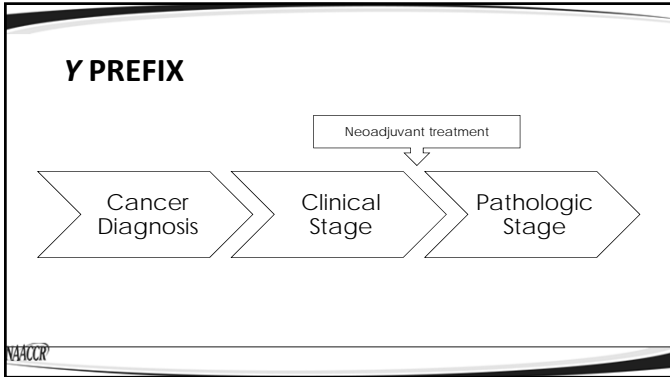 Y PREFIX
Neoadjuvant treatment
Cancer
Diagnosis
Clinical
Stage
Pathologic
Stage
NAACCR